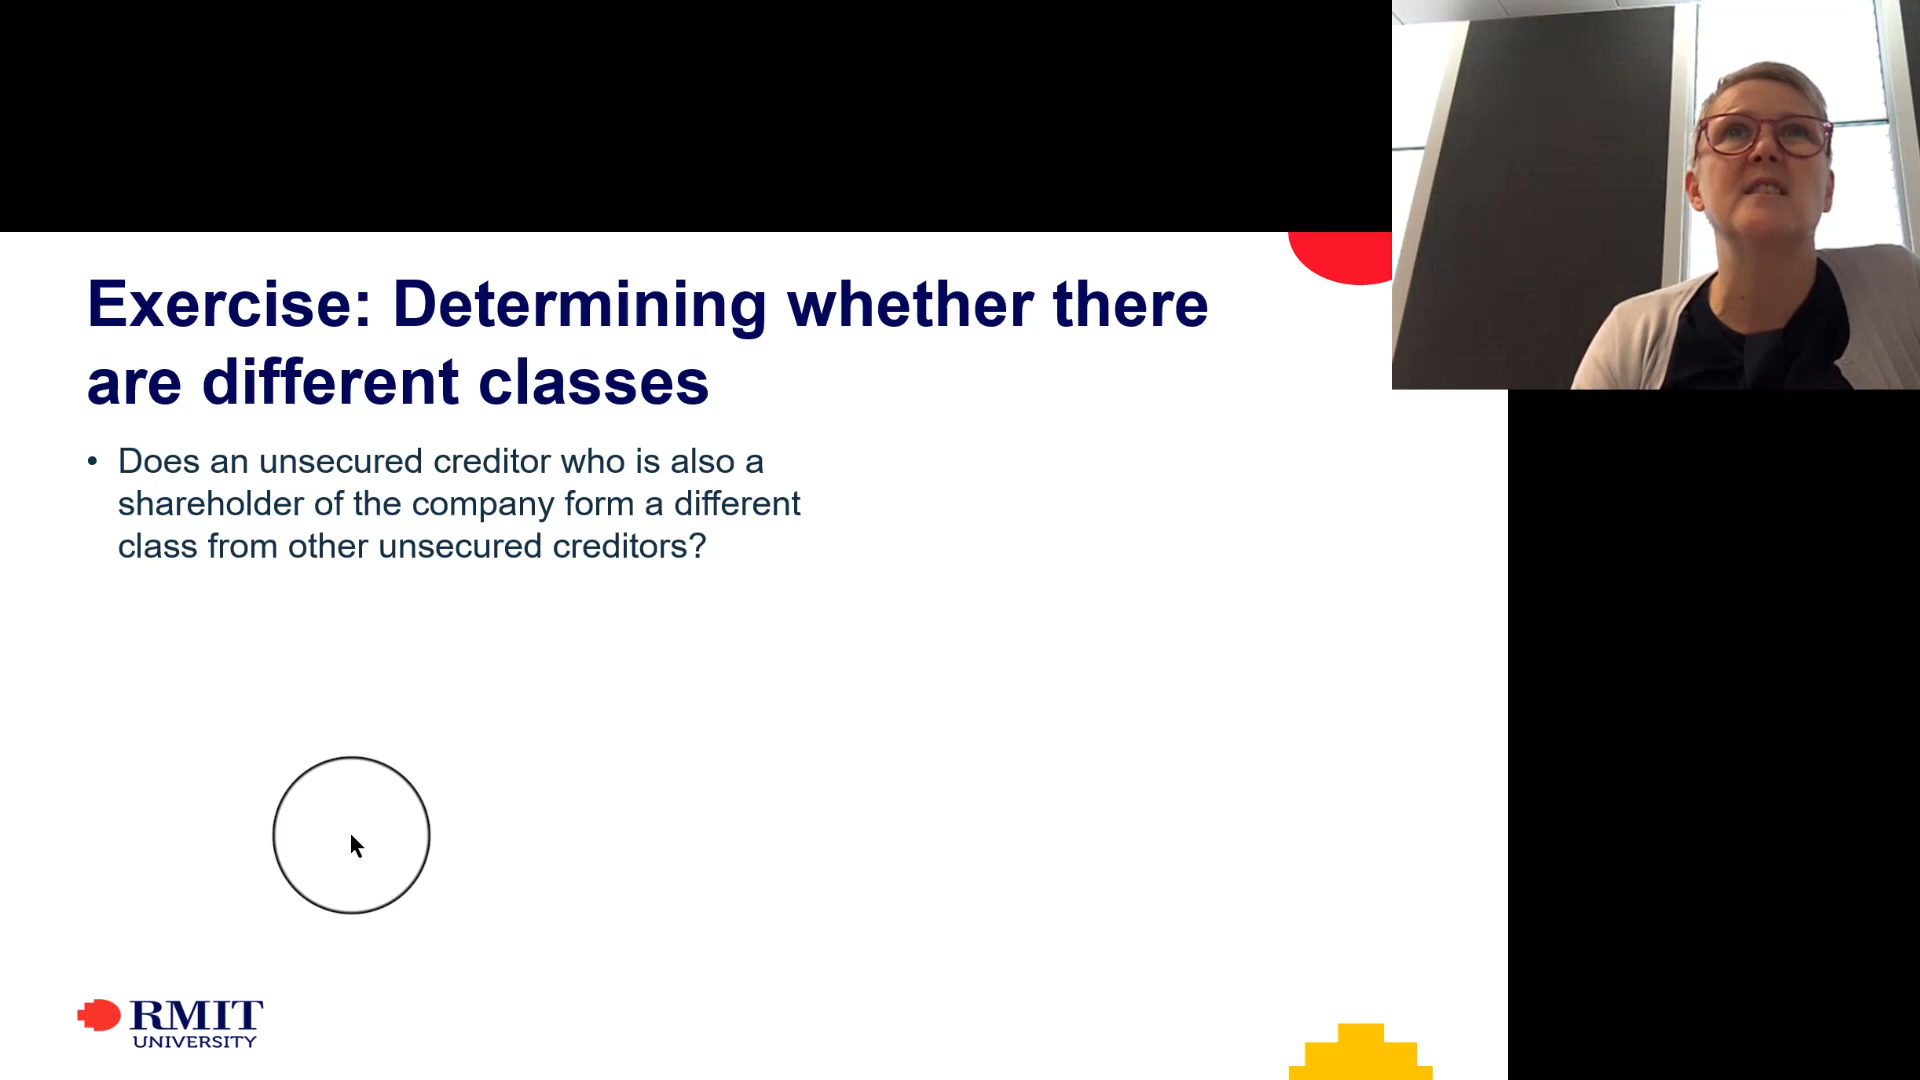 Exercise: Determining whether there
are different classes
• Does an unsecured creditor who is also a
shareholder of the company form a different
class from other unsecured creditors?
RMIT
UNIVERSITY